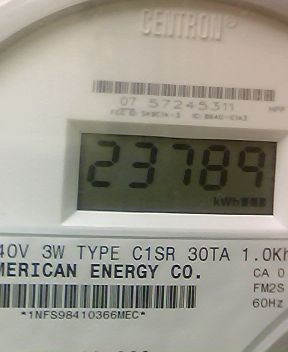 CENTRON
07 57245311
23789
kWh
40V 3W TYPE C1SR 30TA 1.0Kh
MERICAN ENERGY CO.
CA 0
FM2S
60Hz
*1NFS98410366MEC*